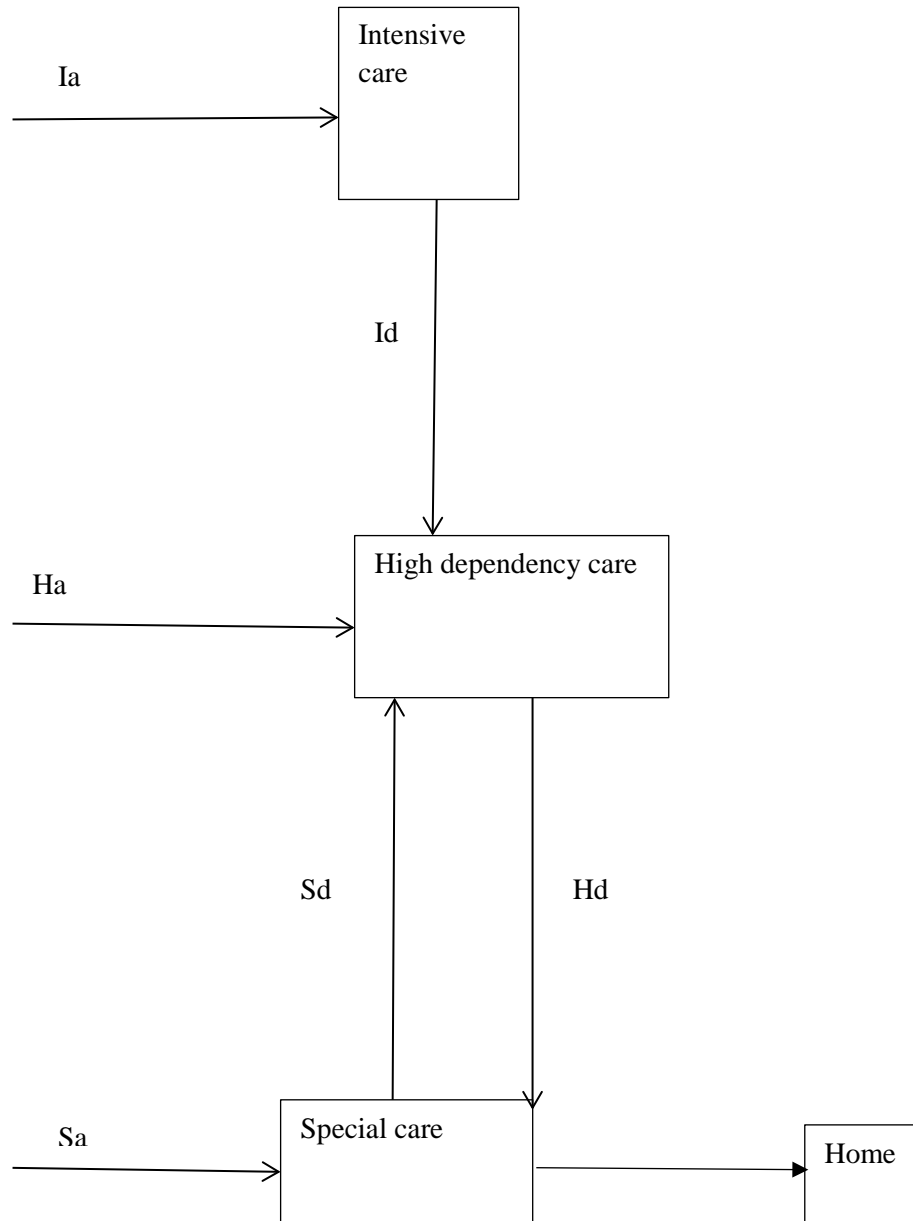 Intensive
care
Ia
Id
High dependency care
Ha
Sd
Hd
Sa
Special care
Home